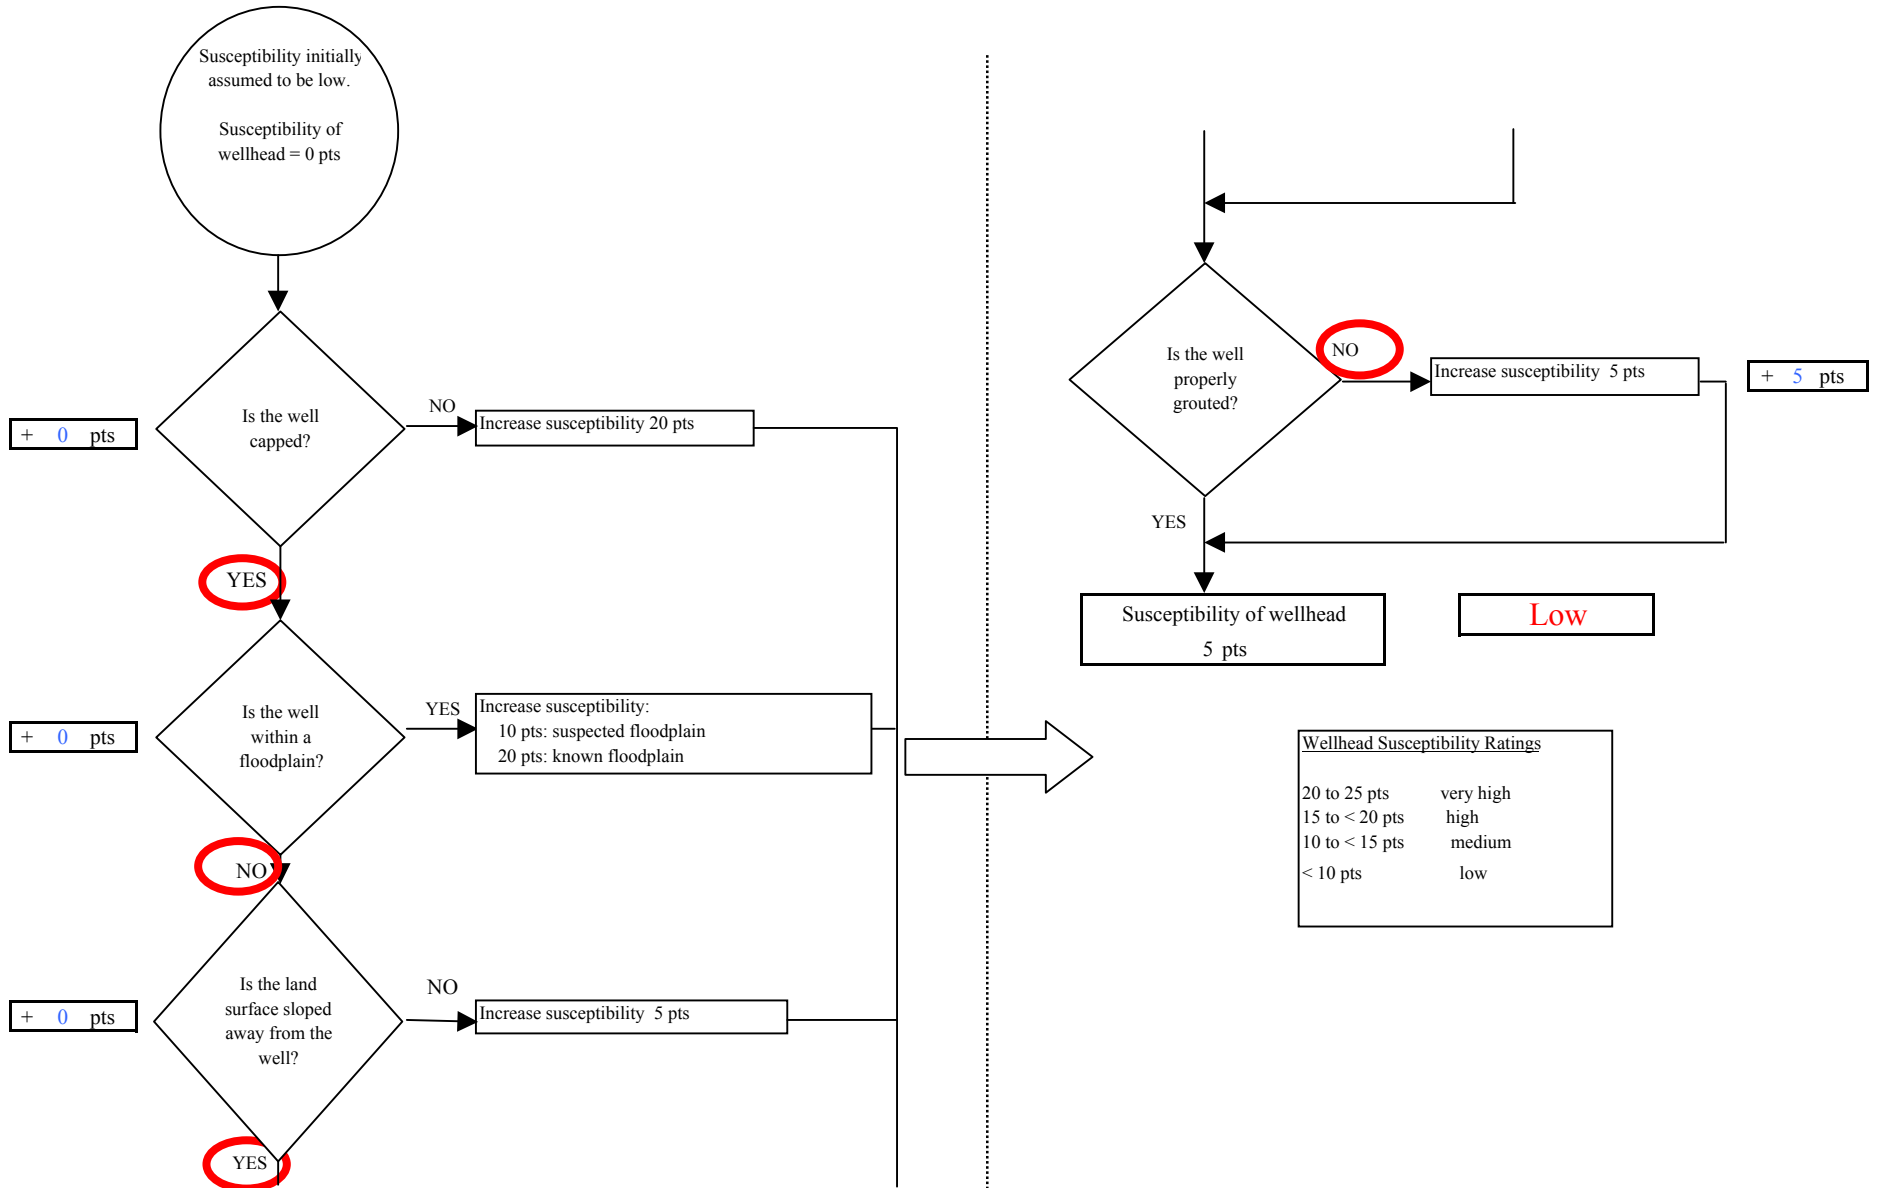 Susceptibility initially
assumed to be low.
Susceptibility of
wellhead = 0 pts
Is the well
capped?
NO
Increase susceptibility 20 pts
+ 0 pts
YES
Is the well
within a
floodplain?
YES
Increase susceptibility:
10 pts: suspected floodplain
20 pts: known floodplain
+ 0 pts
NO
Is the land
surface sloped
away from the
well?
NO
Increase susceptibility 5 pts
+ 0 pts
YES
Is the well
properly
grouted?
NO
Increase susceptibility 5 pts
+ 5 pts
YES
Susceptibility of wellhead
5 pts
Low
Wellhead Susceptibility Ratings
20 to 25 pts very high
15 to < 20 pts high
10 to < 15 pts medium
< 10 pts low